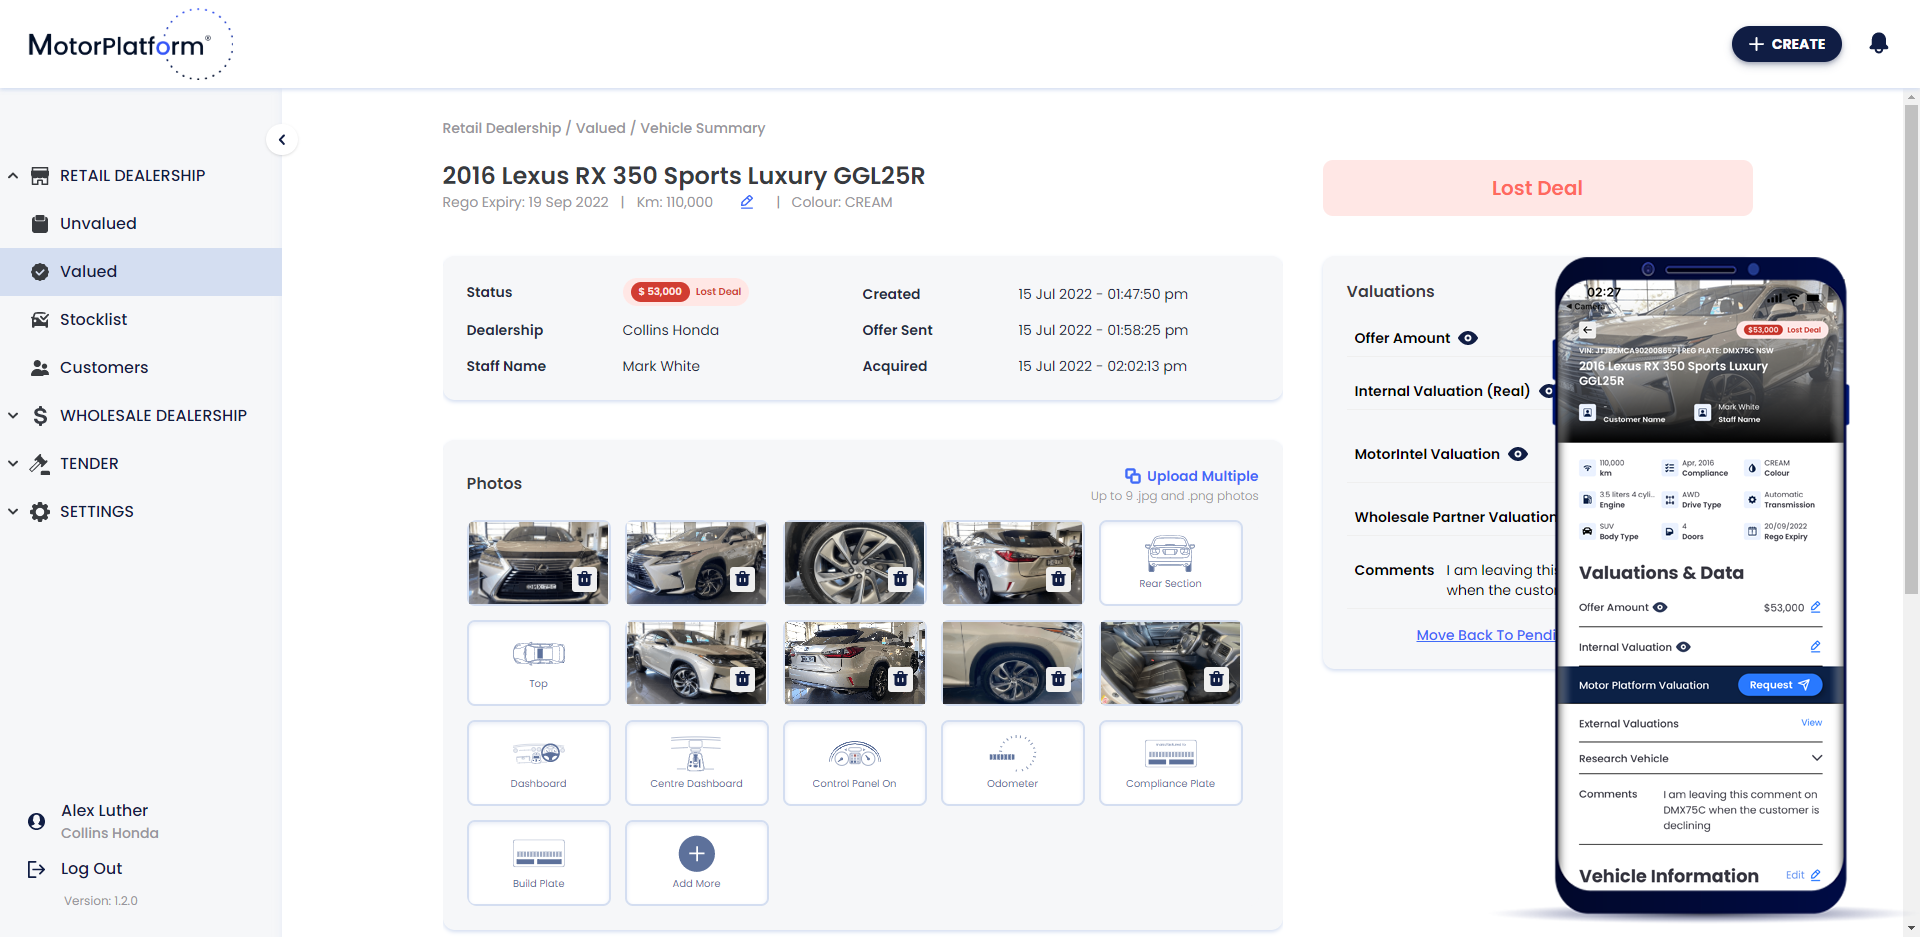 MotorPlatform®
CREATE
RETAIL DEALERSHIP
Unvalued
Valued
Stocklist
Customers
WHOLESALE DEALERSHIP
TENDER
SETTINGS
Alex Luther
Collins Honda
Log Out
Version: 1.2.0
Retail Dealership / Valued / Vehicle Summary
2016 Lexus RX 350 Sports Luxury GGL25R
Rego Expiry: 19 Sep 2022 | Km: 110,000 | Colour: CREAM
Lost Deal
Status $ 53,000 Lost Deal
Dealership Collins Honda
Staff Name Mark White
Created 15 Jul 2022 - 01:47:50 pm
Offer Sent 15 Jul 2022 - 01:58:25 pm
Acquired 15 Jul 2022 - 02:02:13 pm
Photos
Upload Multiple
Up to 9 .jpg and .png photos
Rear Section
Top
Dashboard
Centre Dashboard
Control Panel On
Odometer
Compliance Plate
Build Plate
Add More
Valuations
Offer Amount
Internal Valuation (Real)
MotorIntel Valuation
Wholesale Partner Valuation
Comments I am leaving this
when the custo
Move Back To Pendi
02:27
Camera
$53,000 Lost Deal
VIN: JTJBZMCA902008657 | REG PLATE: DMX75C NSW
2016 Lexus RX 350 Sports Luxury
GGL25R
-
Customer Name
Mark White
Staff Name
110,000
km
Apr, 2016
Compliance
CREAM
Colour
3.5 liters 4 cyli...
Engine
AWD
Drive Type
Automatic
Transmission
SUV
Body Type
4
Doors
20/09/2022
Rego Expiry
Valuations & Data
Offer Amount $53,000
Internal Valuation
Motor Platform Valuation Request
External Valuations View
Research Vehicle
Comments I am leaving this comment on
DMX75C when the customer is
declining
Vehicle Information Edit